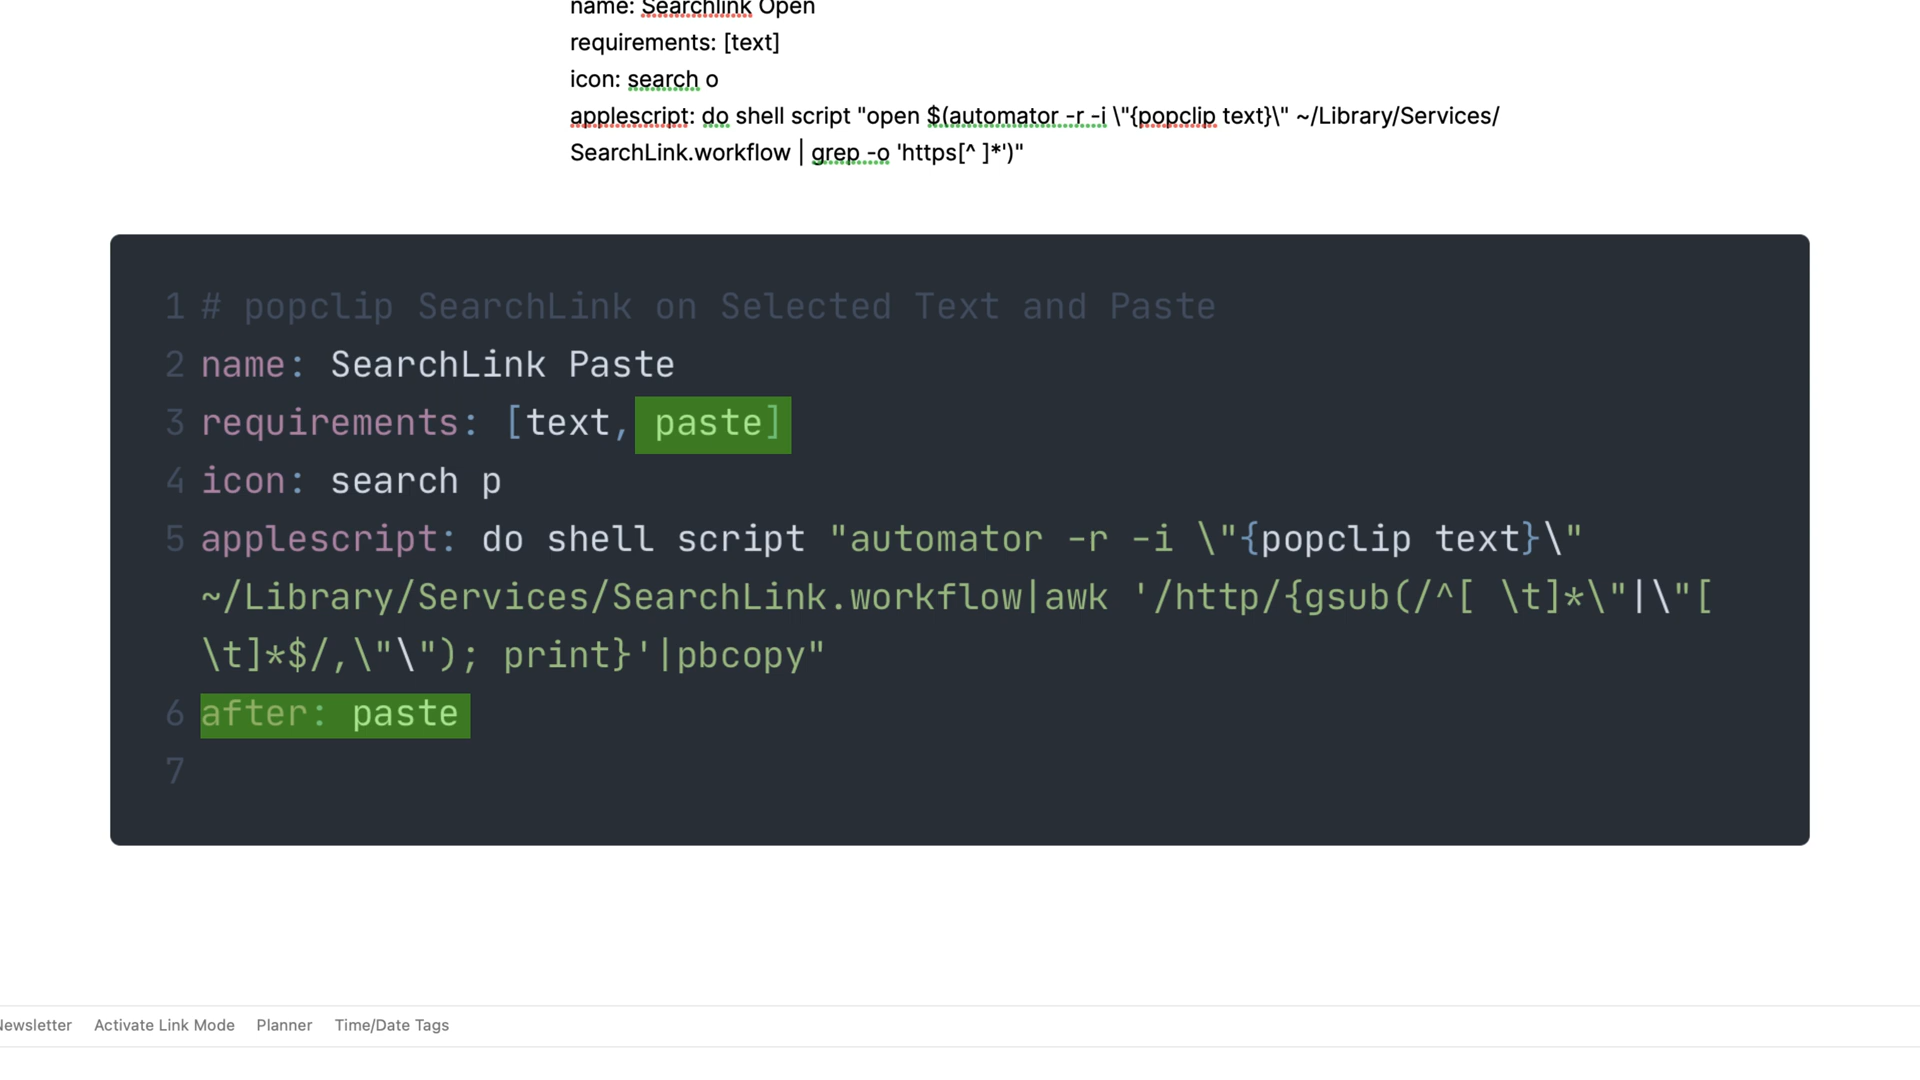 name: Searchlink Open
requirements: [text]
icon: search o
applescript: do shell script "open $(automator -r -i \"{popclip text}\" ~/Library/Services/
SearchLink.workflow | grep -o 'https[^ ]*')"
1 # popclip SearchLink on Selected Text and Paste
2 name: SearchLink Paste
3 requirements: [text, paste]
4 icon: search p
5 applescript: do shell script "automator -r -i \"{popclip text}\"
~/Library/Services/SearchLink.workflow|awk '/http/{gsub(/^[ \t]*\"|\"[
\t]*$/,\"\"); print}'|pbcopy"
6 after: paste
7
Newsletter Activate Link Mode Planner Time/Date Tags